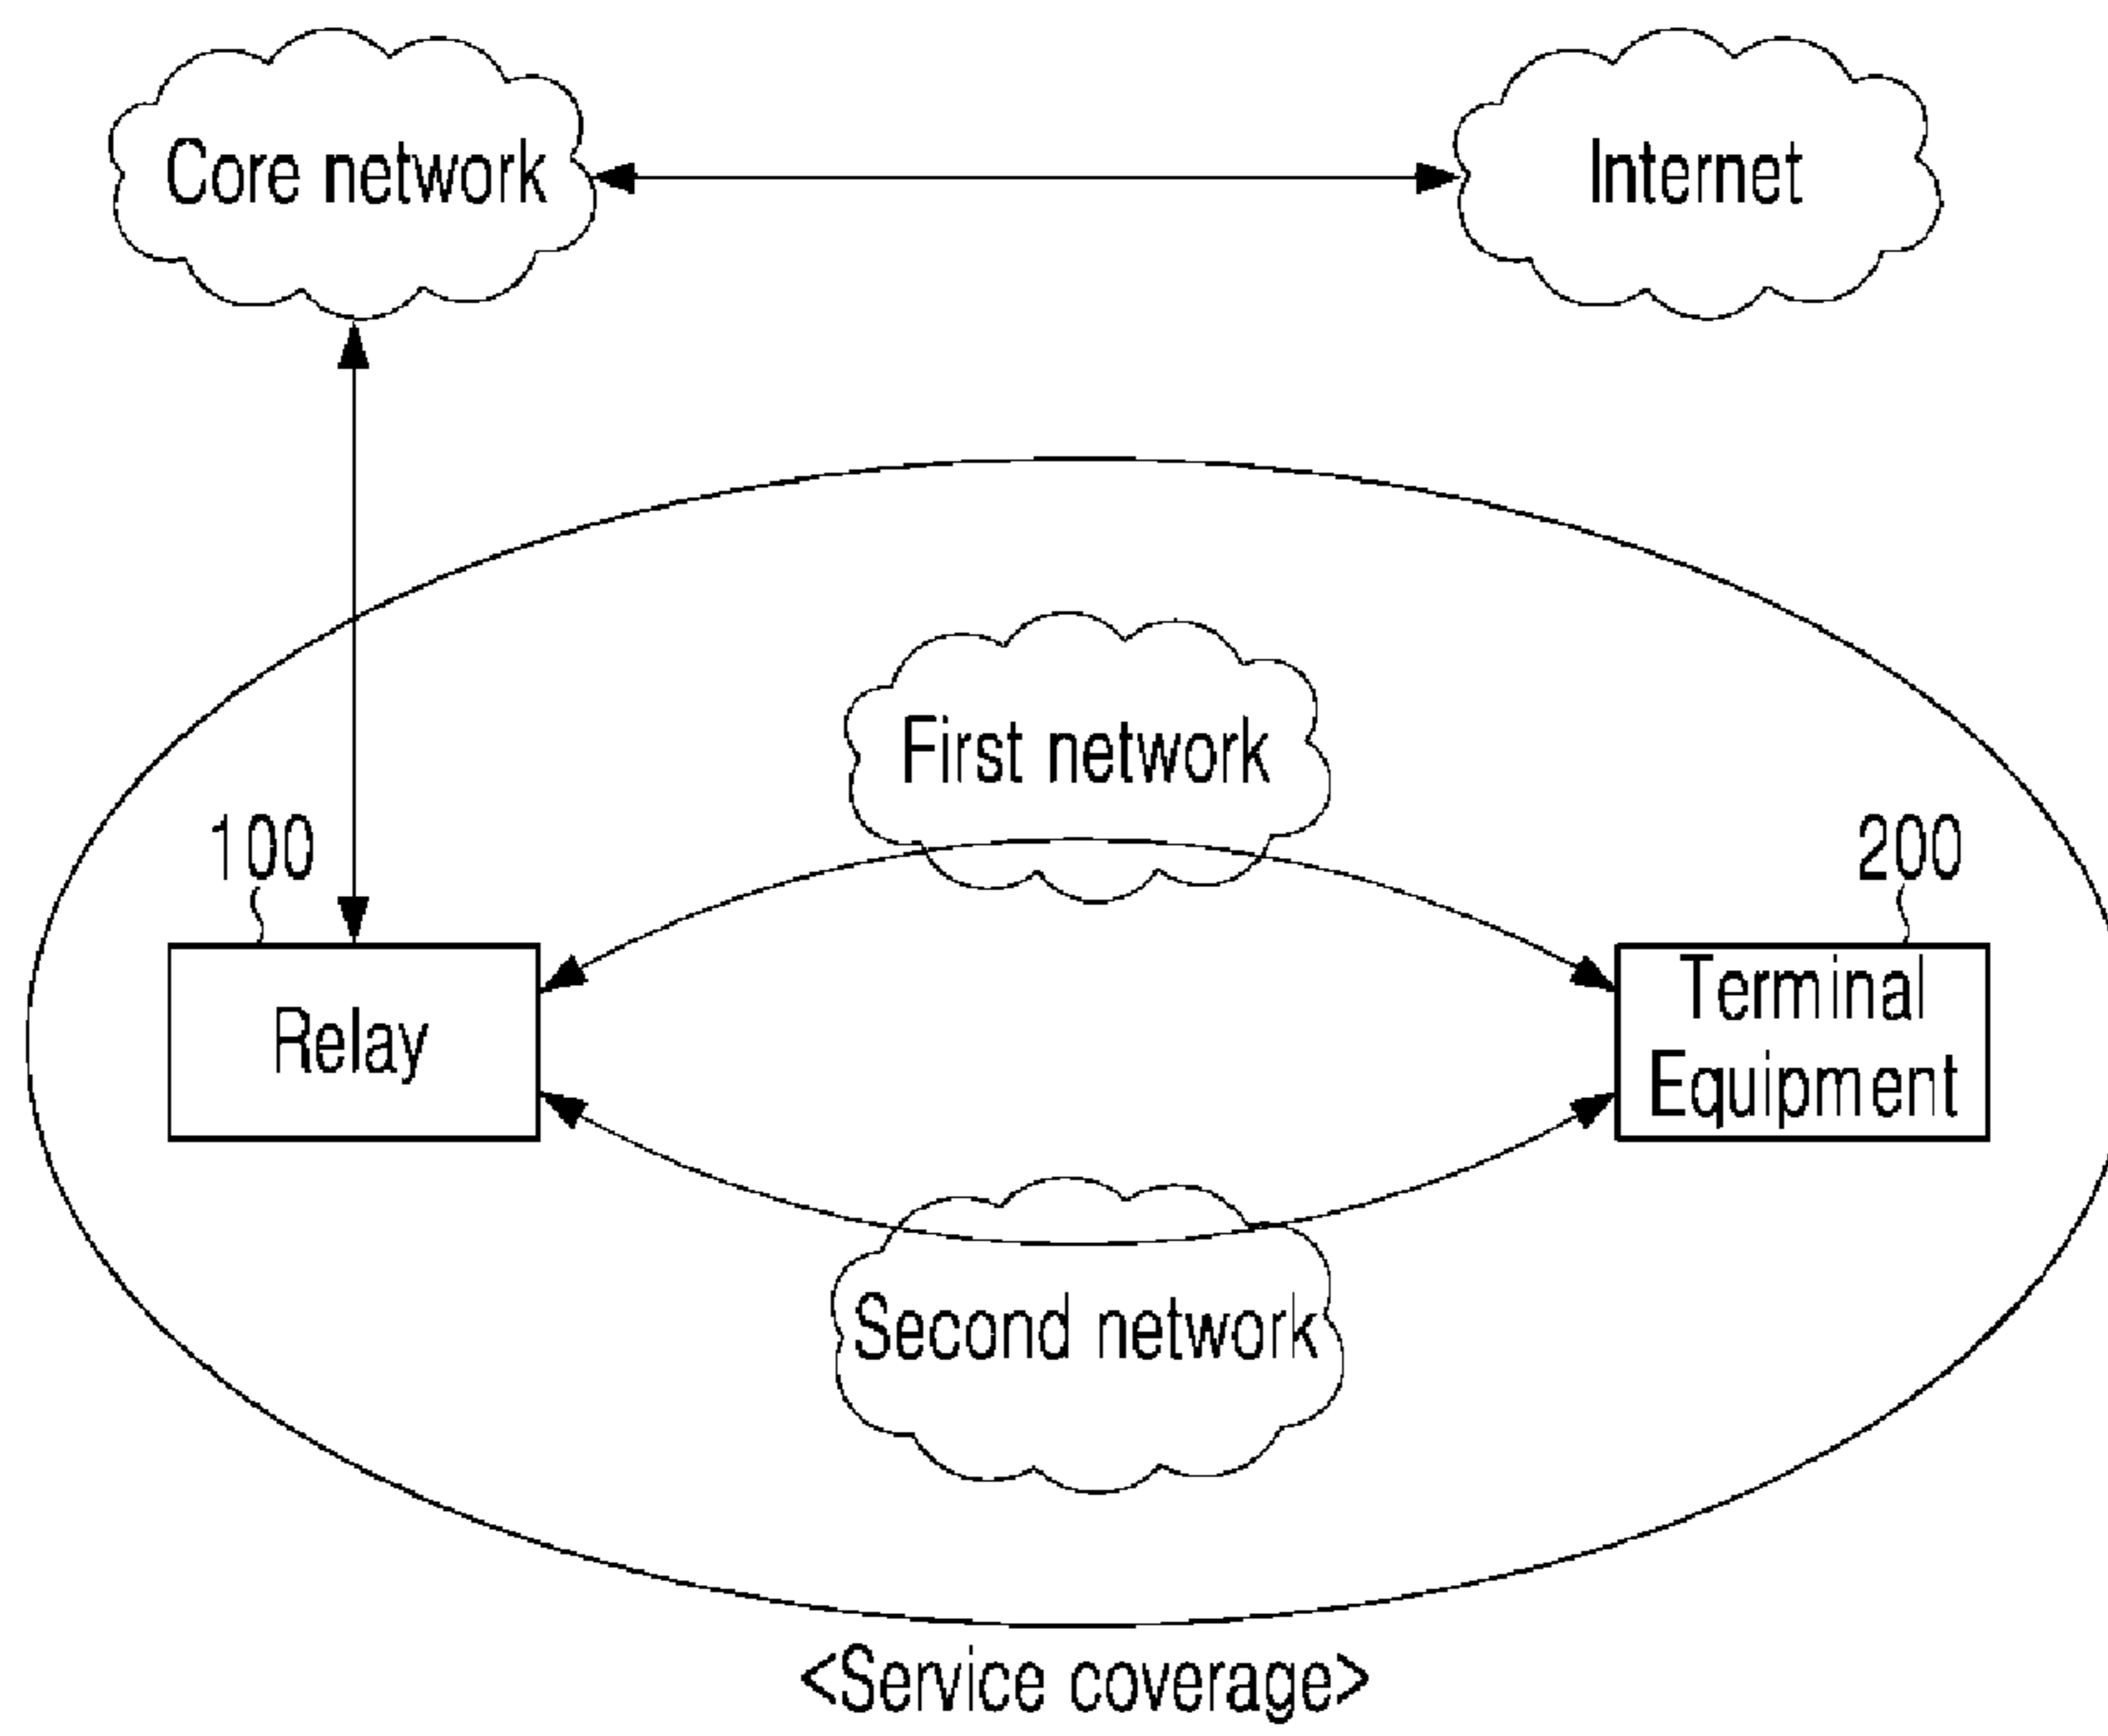 Core network
Internet
First network
100
200
Relay
Terminal
Equipment
Second network
<Service coverage>